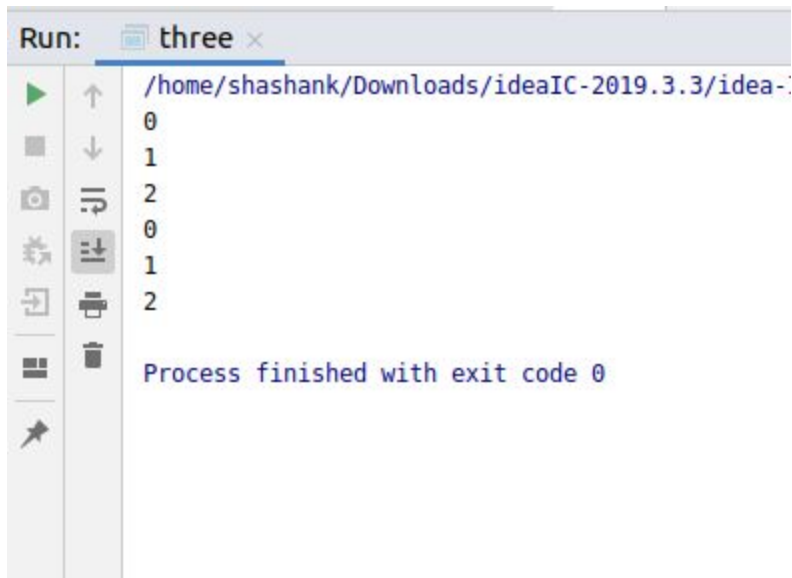 Run: three
/home/shashank/Downloads/ideaIC-2019.3.3/idea-
0
1
2
0
1
2
Process finished with exit code 0